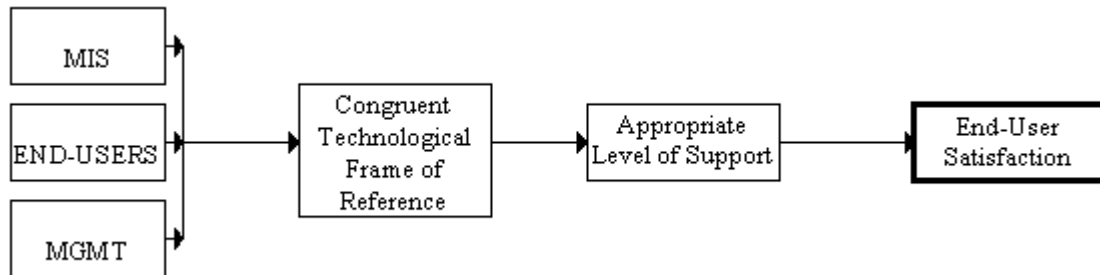 MIS
END-USERS
MGMT
Congruent
Technological
Frame of
Reference
Appropriate
Level of Support
End-User
Satisfaction